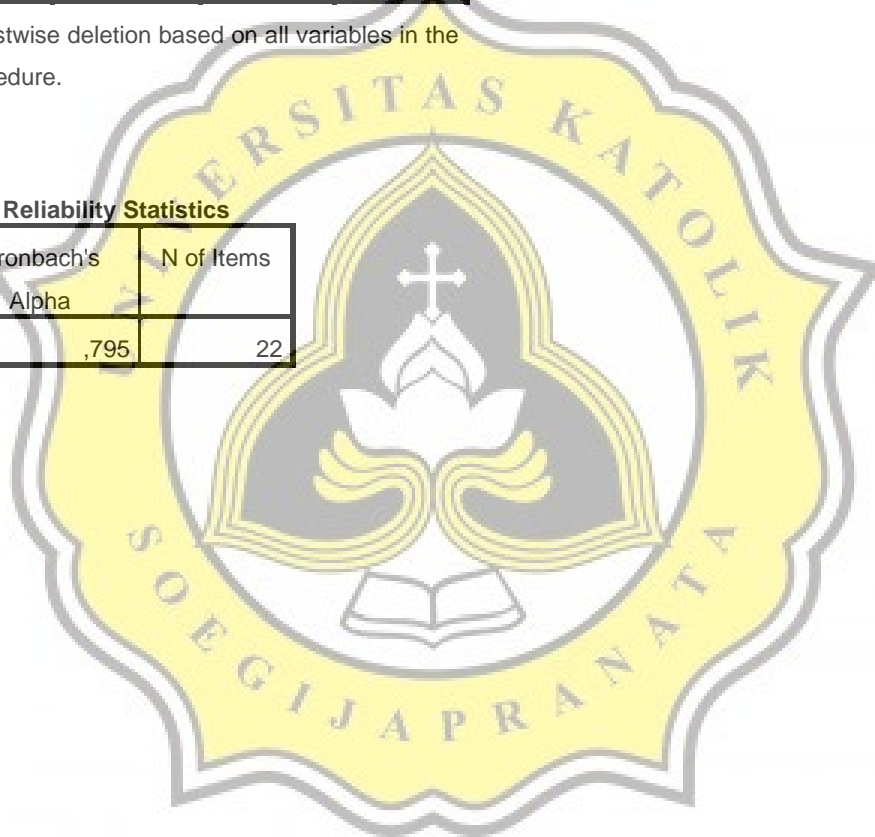 stwise deletion based on all variables in the
edure.
Reliability Statistics
ronbach's
Alpha
N of Items
,795
22
UNIVERSITAS KATOLIK
SOEGIJAPRANATA